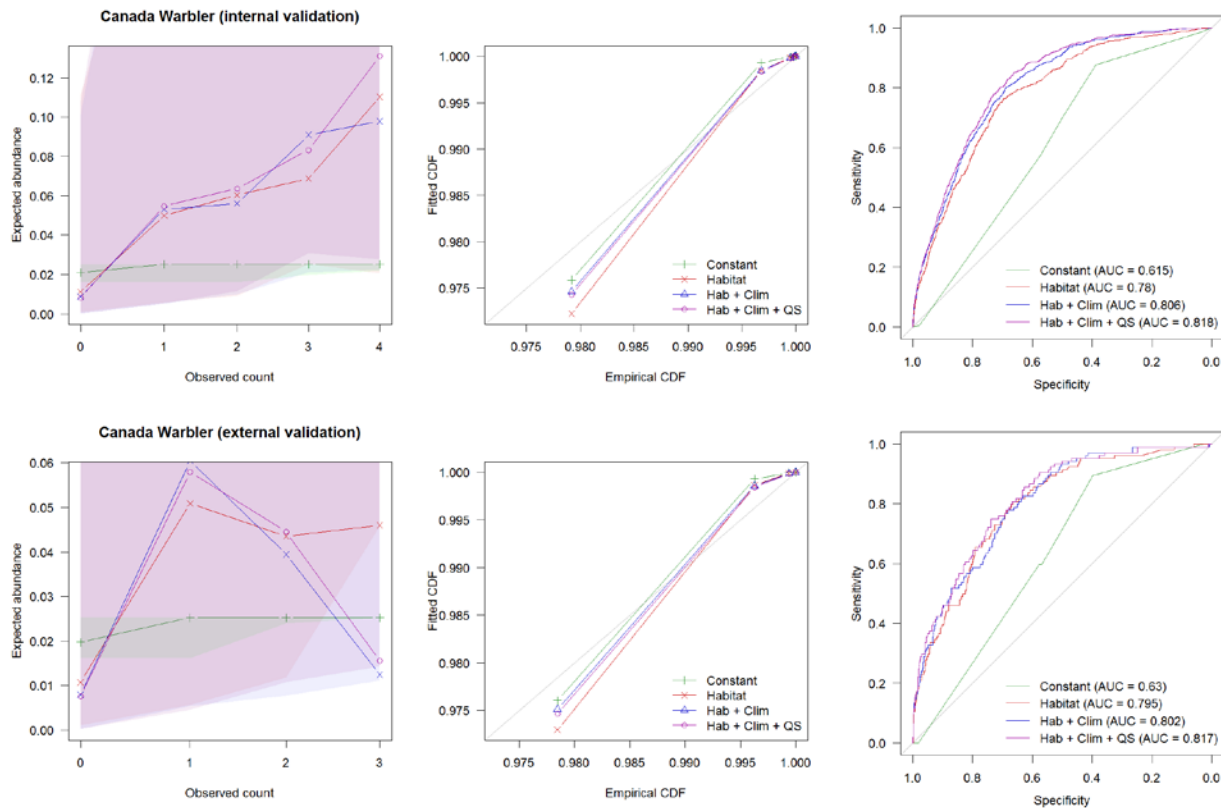 Canada Warbler (internal validation)
Expected abundance
0.12
0.10
0.08
0.06
0.04
0.02
0.00
0 1 2 3 4
Observed count
Fitted CDF
1.000
0.995
0.990
0.985
0.980
0.975
Constant
Habitat
Hab + Clim
Hab + Clim + QS
0.975 0.980 0.985 0.990 0.995 1.000
Empirical CDF
Sensitivity
1.0
0.8
0.6
0.4
0.2
0.0
Constant (AUC = 0.615)
Habitat (AUC = 0.78)
Hab + Clim (AUC = 0.806)
Hab + Clim + QS (AUC = 0.818)
1.0 0.8 0.6 0.4 0.2 0.0
Specificity
Canada Warbler (external validation)
Expected abundance
0.06
0.05
0.04
0.03
0.02
0.01
0.00
0 1 2 3
Observed count
Fitted CDF
1.000
0.995
0.990
0.985
0.980
0.975
Constant
Habitat
Hab + Clim
Hab + Clim + QS
0.975 0.980 0.985 0.990 0.995 1.000
Empirical CDF
Sensitivity
1.0
0.8
0.6
0.4
0.2
0.0
Constant (AUC = 0.63)
Habitat (AUC = 0.795)
Hab + Clim (AUC = 0.802)
Hab + Clim + QS (AUC = 0.817)
1.0 0.8 0.6 0.4 0.2 0.0
Specificity